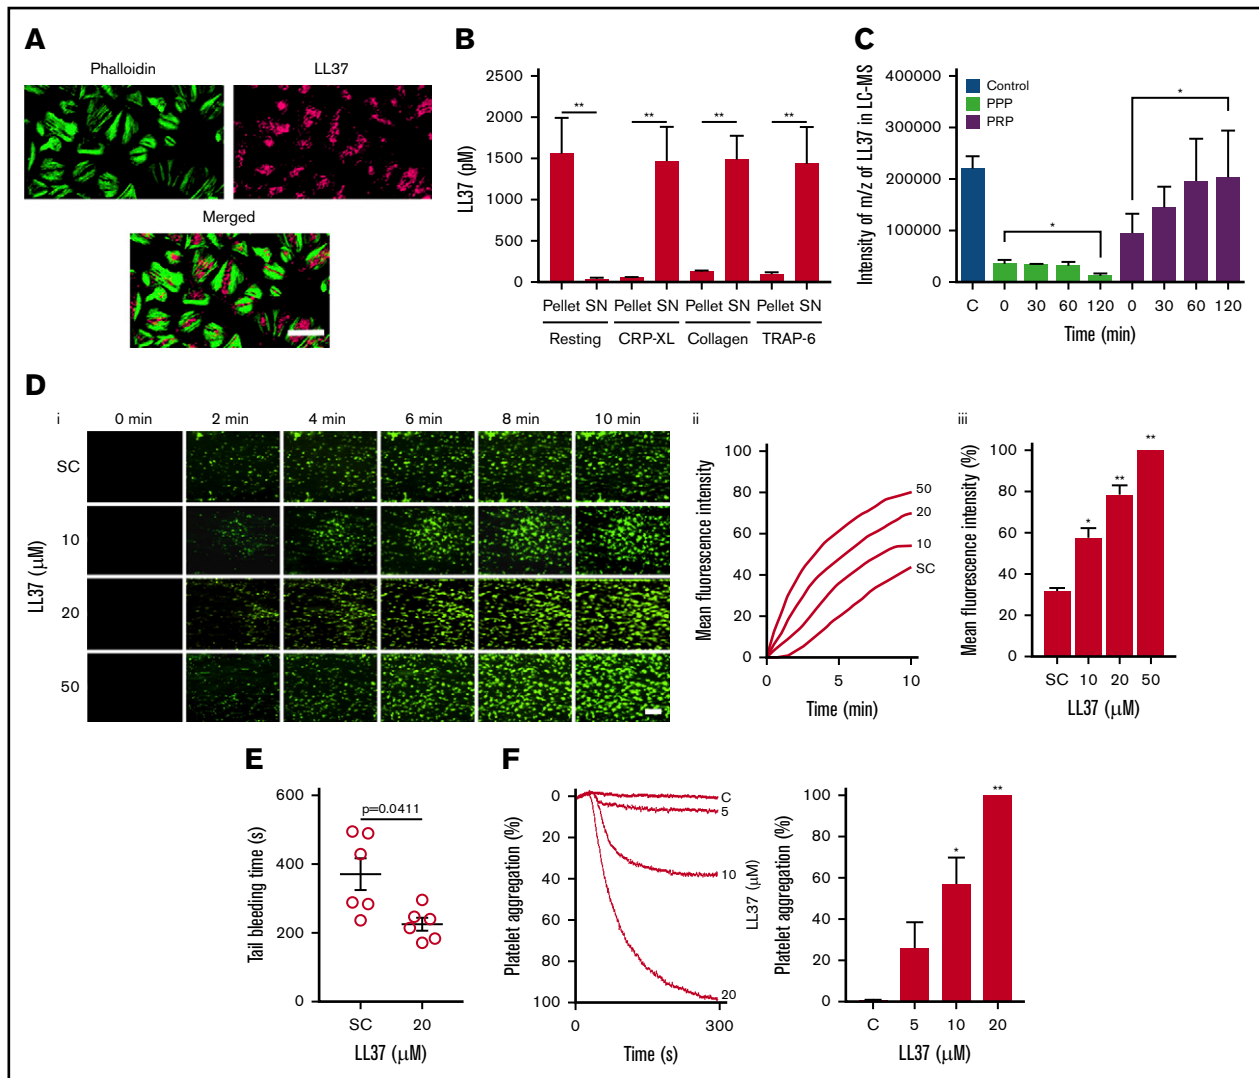 A
Phalloidin
LL37
Merged
B
LL37 (pM)
2500
2000
1500
1000
500
0
** ** ** **
Pellet SN Pellet SN Pellet SN Pellet SN
Resting CRP-XL Collagen TRAP-6
C
Intensity of m/z of LL37 in LC-MS
400000
300000
200000
100000
0
Control
PPP
PRP
*
*
C 0 30 60 120 0 30 60 120
Time (min)
D
i
0 min 2 min 4 min 6 min 8 min 10 min
LL37 (μM)
SC
10
20
50
ii
Mean fluorescence intensity
100
80
60
40
20
0
50
20
10
SC
0 5 10
Time (min)
iii
Mean fluorescence intensity (%)
100
80
60
40
20
0
* ** **
SC 10 20 50
LL37 (μM)
E
Tail bleeding time (s)
600
400
200
0
p=0.0411
SC 20
LL37 (μM)
F
Platelet aggregation (%)
0
20
40
60
80
100
C
5
10
20
LL37 (μM)
0 300
Time (s)
Platelet aggregation (%)
100
80
60
40
20
0
* **
C 5 10 20
LL37 (μM)